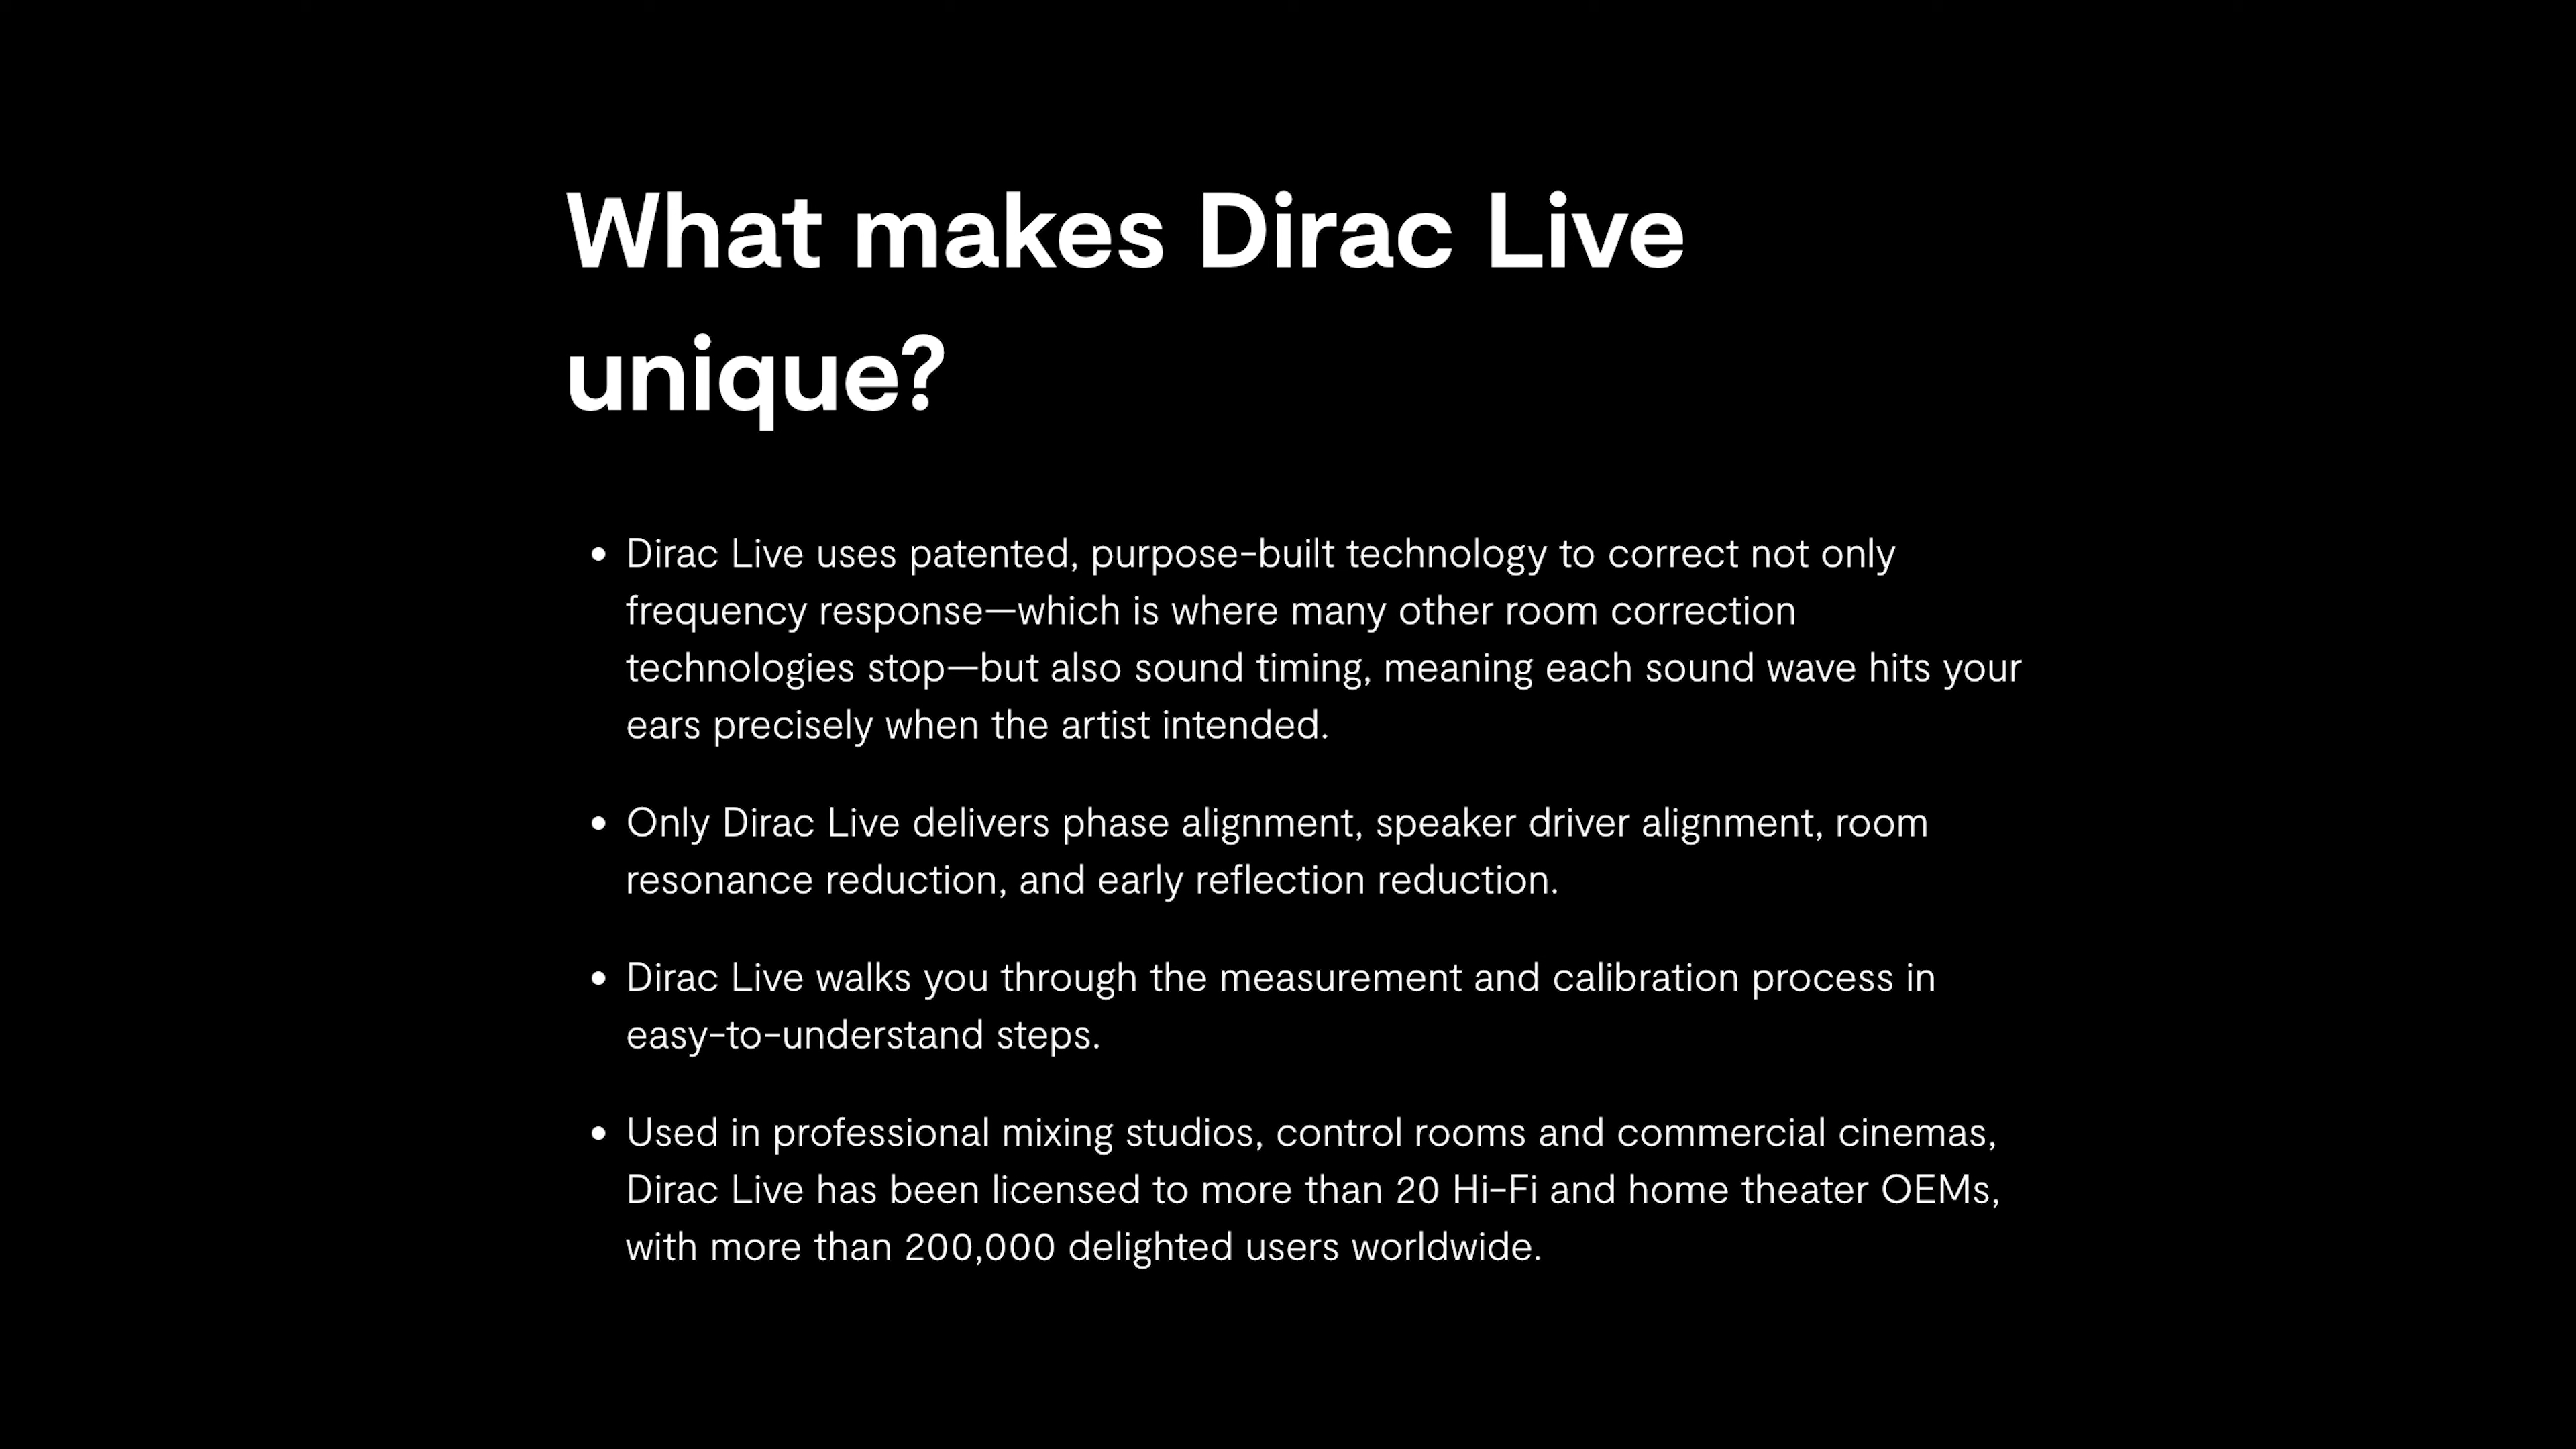 What makes Dirac Live
unique?
• Dirac Live uses patented, purpose-built technology to correct not only
frequency response—which is where many other room correction
technologies stop—but also sound timing, meaning each sound wave hits your
ears precisely when the artist intended.
• Only Dirac Live delivers phase alignment, speaker driver alignment, room
resonance reduction, and early reflection reduction.
• Dirac Live walks you through the measurement and calibration process in
easy-to-understand steps.
• Used in professional mixing studios, control rooms and commercial cinemas,
Dirac Live has been licensed to more than 20 Hi-Fi and home theater OEMs,
with more than 200,000 delighted users worldwide.